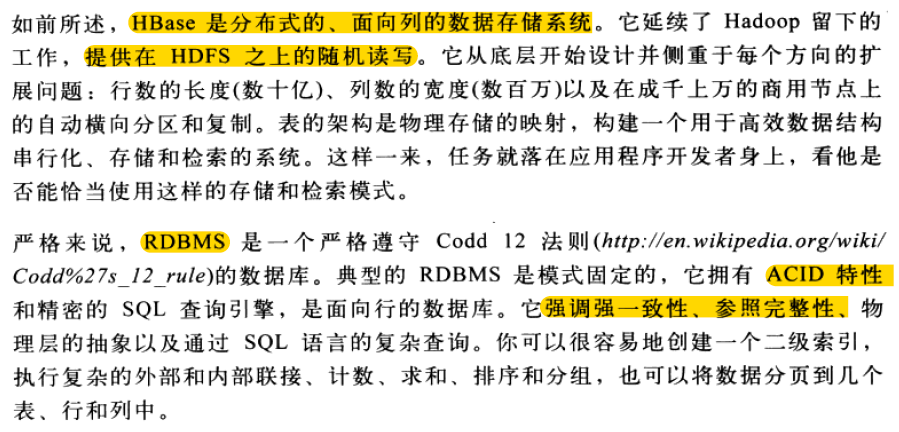 如前所述，HBase 是分布式的、面向列的数据存储系统。它延续了 Hadoop 留下的
工作，提供在 HDFS 之上的随机读写。它从底层开始设计并侧重于每个方向的扩
展问题：行数的长度(数十亿)、列数的宽度(数百万)以及在成千上万的商用节点上
的自动横向分区和复制。表的架构是物理存储的映射，构建一个用于高效数据结构
串行化、存储和检索的系统。这样一来，任务就落在应用程序开发者身上，看他是
否能恰当使用这样的存储和检索模式。
严格来说，RDBMS 是一个严格遵守 Codd 12 法则(http://en.wikipedia.org/wiki/
Codd%27s_12_rule)的数据库。典型的 RDBMS 是模式固定的，它拥有 ACID 特性
和精密的 SQL 查询引擎，是面向行的数据库。它强调强一致性、参照完整性、物
理层的抽象以及通过 SQL 语言的复杂查询。你可以很容易地创建一个二级索引，
执行复杂的外部和内部联接、计数、求和、排序和分组，也可以将数据分页到几个
表、行和列中。